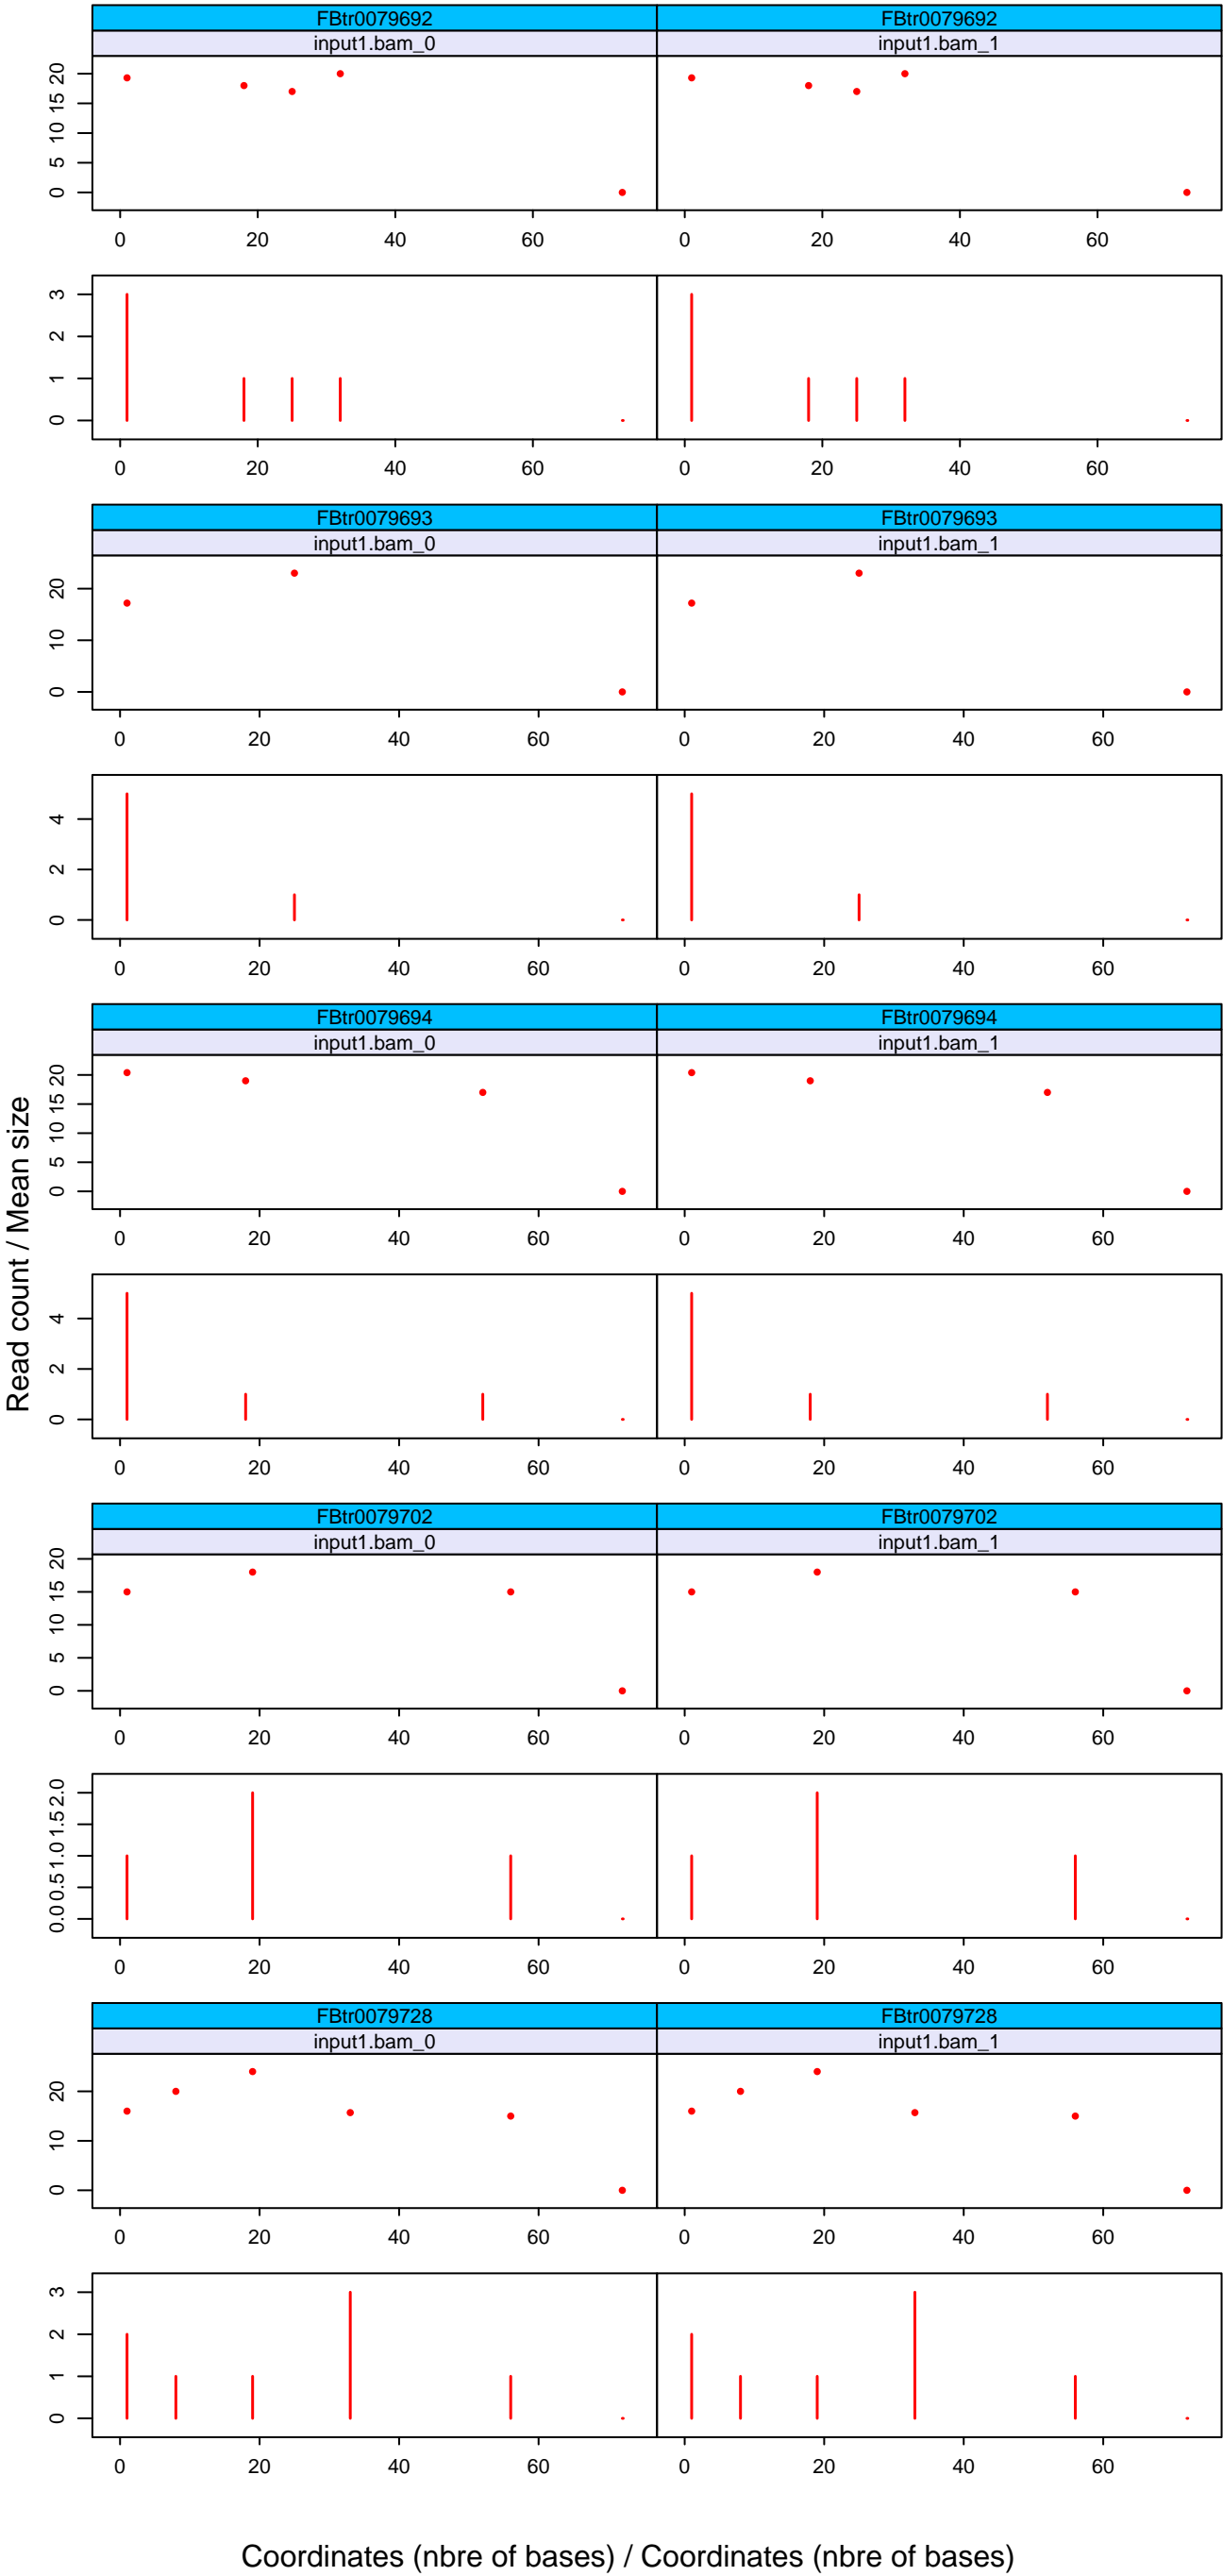 FBtr0079692 FBtr0079692
input1.bam_0 input1.bam_1
20
15
10
5
0
0 20 40 60 0 20 40 60
3
2
1
0
0 20 40 60 0 20 40 60
FBtr0079693 FBtr0079693
input1.bam_0 input1.bam_1
20
10
0
0 20 40 60 0 20 40 60
4
2
0
0 20 40 60 0 20 40 60
FBtr0079694 FBtr0079694
input1.bam_0 input1.bam_1
20
15
10
5
0
0 20 40 60 0 20 40 60
Read count / Mean size
4
2
0
0 20 40 60 0 20 40 60
FBtr0079702 FBtr0079702
input1.bam_0 input1.bam_1
20
15
10
5
0
0 20 40 60 0 20 40 60
2.0
1.5
1.0
0.5
0.0
0 20 40 60 0 20 40 60
FBtr0079728 FBtr0079728
input1.bam_0 input1.bam_1
20
10
0
0 20 40 60 0 20 40 60
3
2
1
0
0 20 40 60 0 20 40 60
Coordinates (nbre of bases) / Coordinates (nbre of bases)